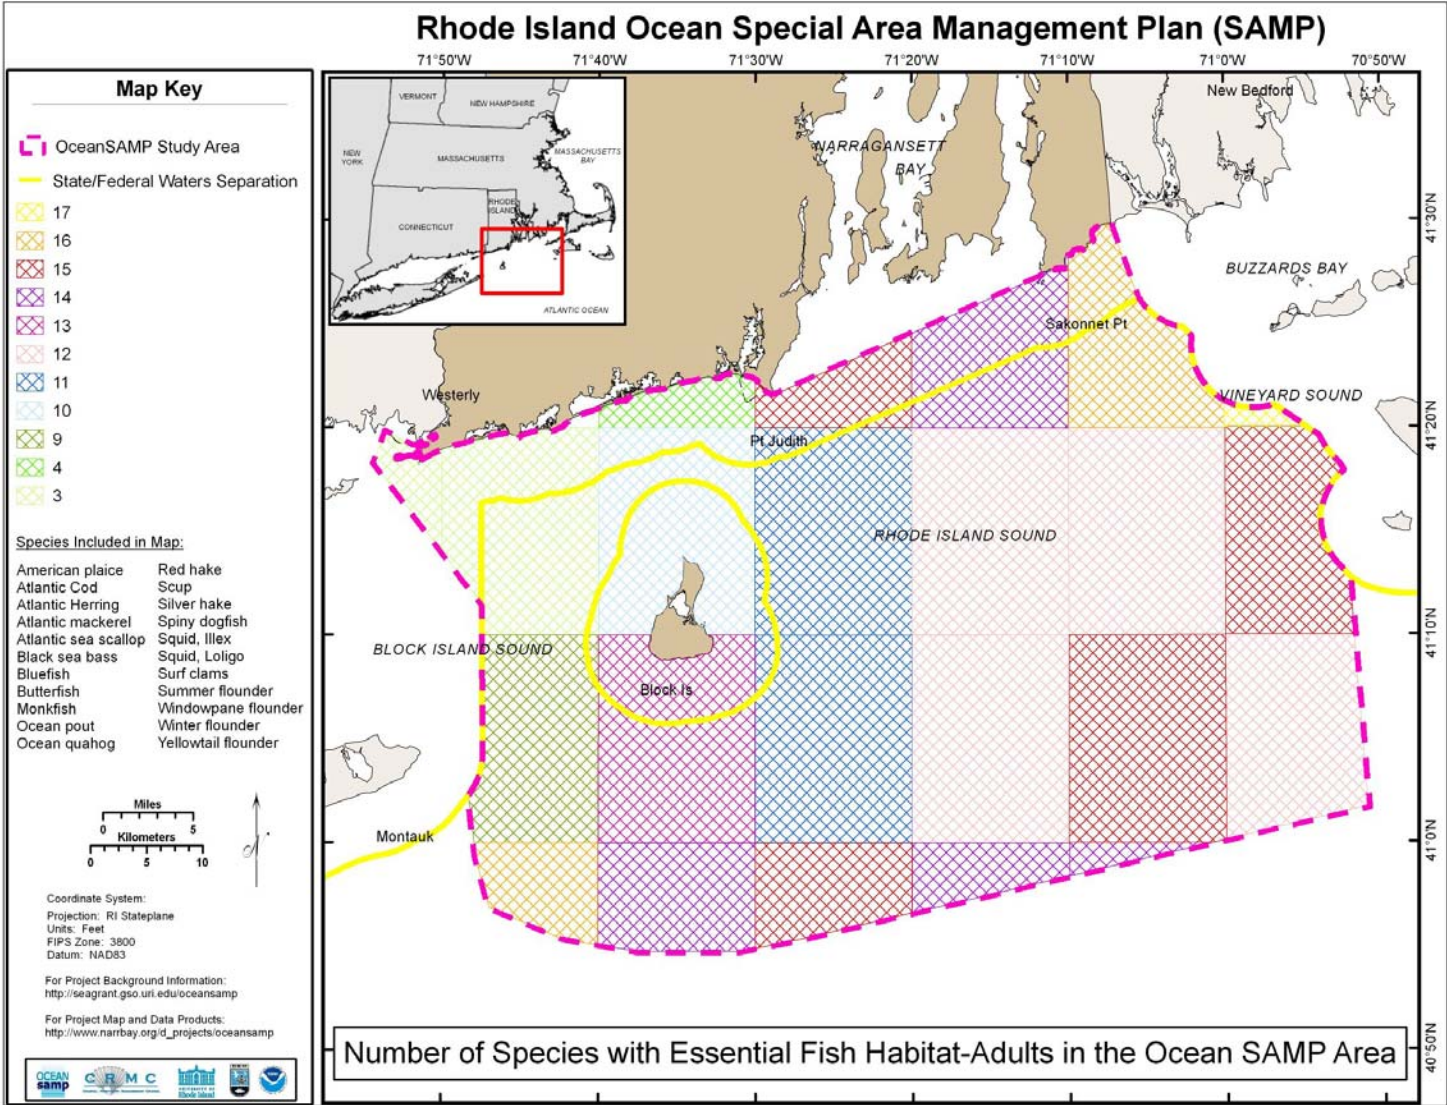 Rhode Island Ocean Special Area Management Plan (SAMP)
71°50'W
71°40'W
71°30'W
71°20'W
71°10'W
71°0'W
70°50'W
Map Key
OceanSAMP Study Area
State/Federal Waters Separation
17
16
15
14
13
12
11
10
9
4
3
Species Included in Map:
American plaice
Atlantic Cod
Atlantic Herring
Atlantic mackerel
Atlantic sea scallop
Black sea bass
Bluefish
Butterfish
Monkfish
Ocean pout
Ocean quahog
Red hake
Scup
Silver hake
Spiny dogfish
Squid, Illex
Squid, Loligo
Surf clams
Summer flounder
Windowpane flounder
Winter flounder
Yellowtail flounder
Miles
0 5
Kilometers
0 5 10
N
Coordinate System:
Projection: RI Stateplane
Units: Feet
FIPS Zone: 3800
Datum: NAD83
For Project Background Information:
http://seagrant.gso.uri.edu/oceansamp
For Project Map and Data Products:
http://www.narrbay.org/d_projects/oceansamp
OCEAN
samp
C R M C
UNIVERSITY OF
Rhode Island
VERMONT
NEW HAMPSHIRE
NEW
YORK
MASSACHUSETTS
MASSACHUSETTS
BAY
CONNECTICUT
RHODE
ISLAND
ATLANTIC OCEAN
New Bedford
NARRAGANSETT
BAY
BUZZARDS BAY
Sakonnet Pt
Westerly
VINEYARD SOUND
Pt Judith
RHODE ISLAND SOUND
BLOCK ISLAND SOUND
Block Is
Montauk
41°30'N
41°20'N
41°10'N
41°0'N
40°50'N
Number of Species with Essential Fish Habitat-Adults in the Ocean SAMP Area